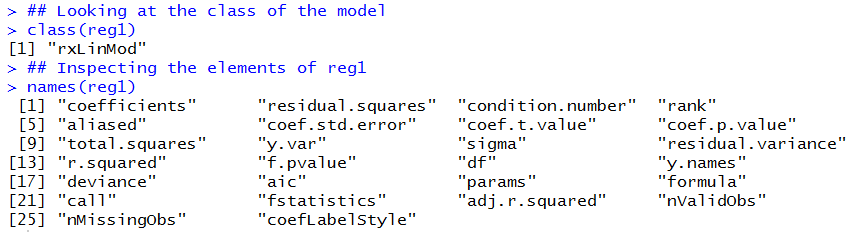 > ## Looking at the class of the model
> class(reg1)
[1] "rxLinMod"
> ## Inspecting the elements of reg1
> names(reg1)
 [1] "coefficients"      "residual.squares"  "condition.number"  "rank"
 [5] "aliased"           "coef.std.error"    "coef.t.value"      "coef.p.value"
 [9] "total.squares"     "y.var"             "sigma"             "residual.variance"
[13] "r.squared"         "f.pvalue"          "df"                "y.names"
[17] "deviance"          "aic"               "params"            "formula"
[21] "call"              "fstatistics"       "adj.r.squared"     "nValidObs"
[25] "nMissingObs"       "coefLabelStyle"